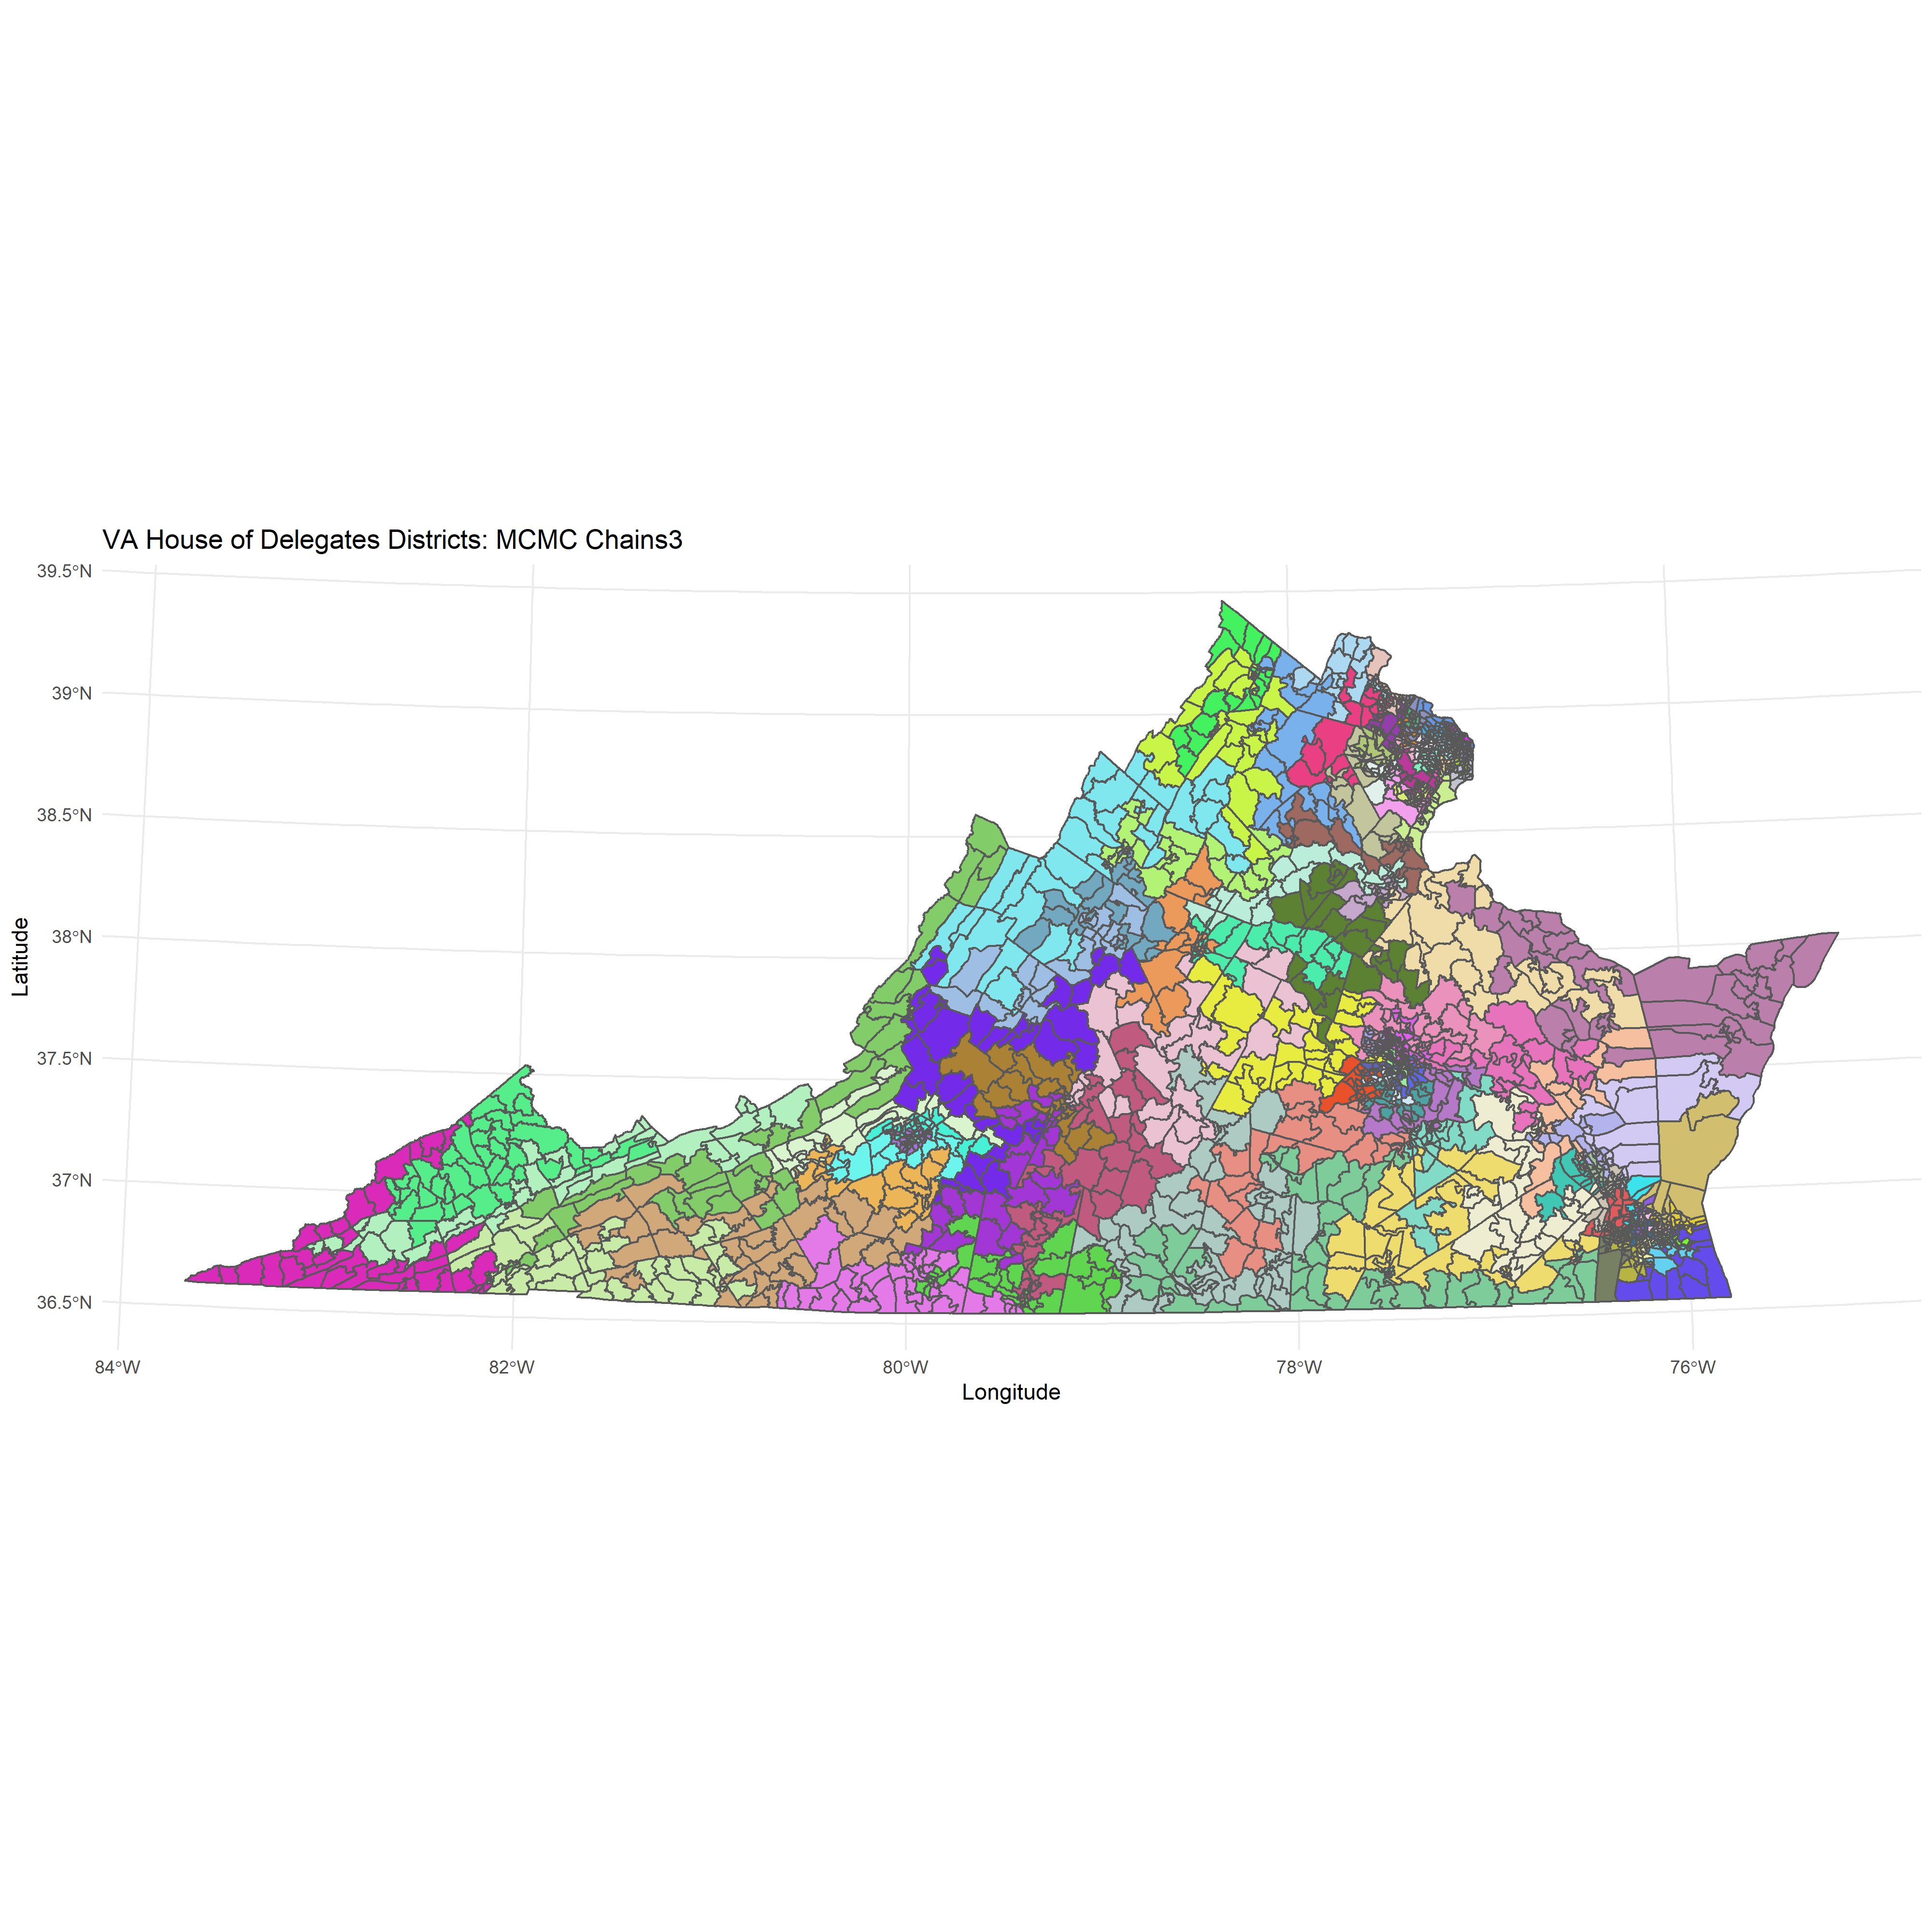 VA House of Delegates Districts: MCMC Chains3
39.5°N
39°N
38.5°N
38°N
37.5°N
37°N
36.5°N
84°W
82°W
80°W
78°W
76°W
Longitude
Latitude